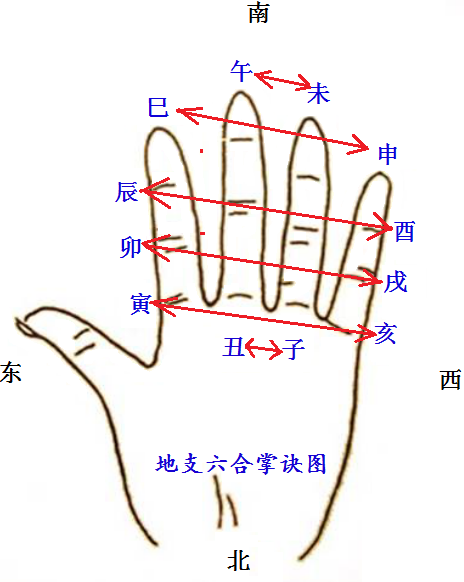 南
午
未
巳
申
辰
酉
卯
戌
寅
亥
丑
子
东
西
地支六合掌诀图
北